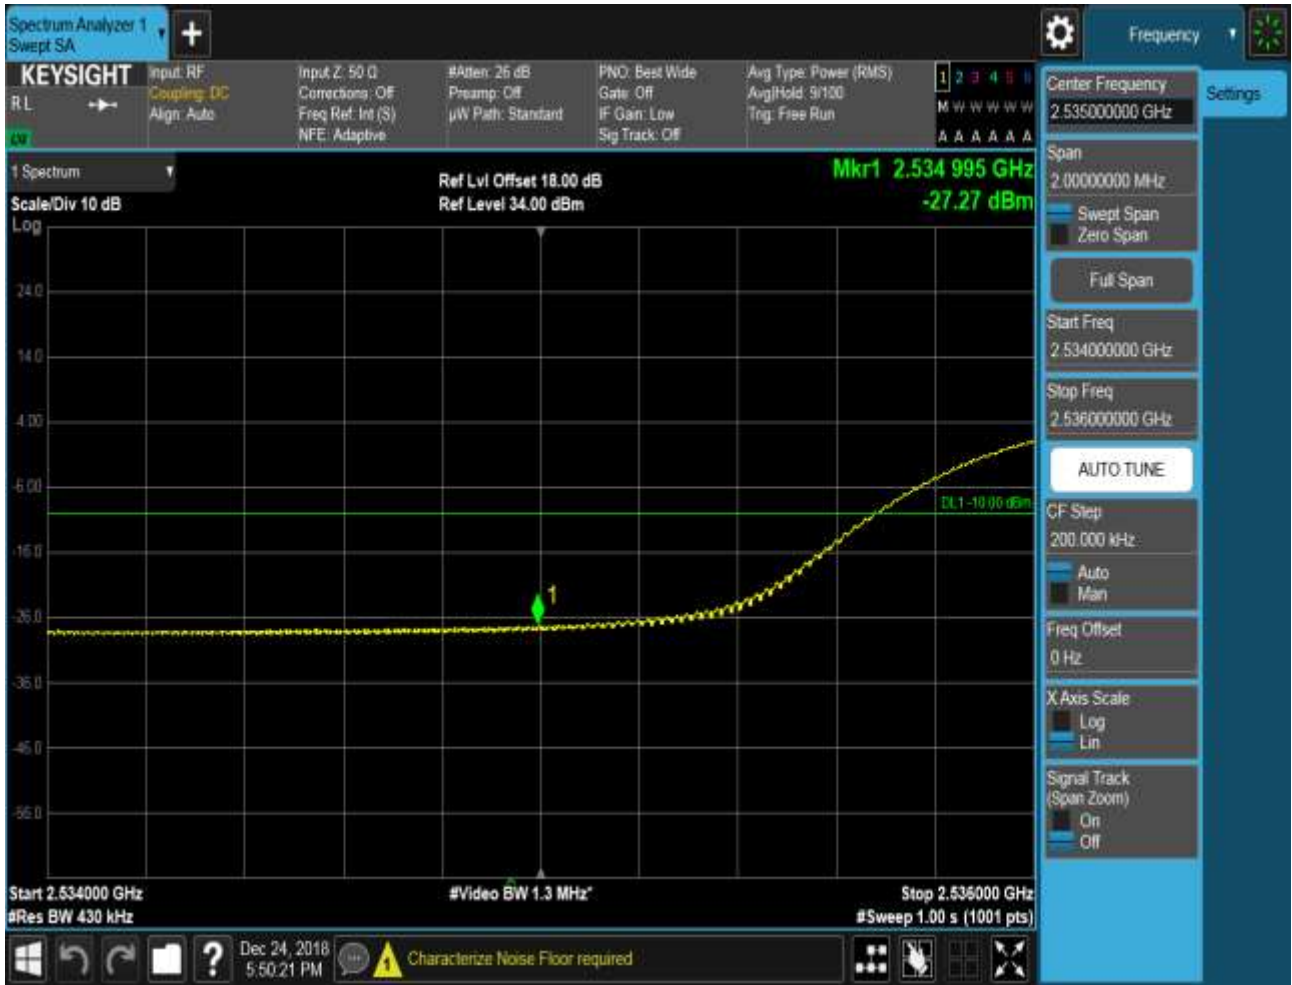 Spectrum Analyzer 1
Swept SA
+
Frequency
KEYSIGHT
RL
LXI
Input: RF
Coupling: DC
Align: Auto
Input Z: 50 Ω
Corrections: Off
Freq Ref: Int (S)
NFE: Adaptive
#Atten: 26 dB
Preamp: Off
µW Path: Standard
PNO: Best Wide
Gate: Off
IF Gain: Low
Sig Track: Off
Avg Type: Power (RMS)
Avg|Hold: 9/100
Trig: Free Run
1 2 3 4 5 6
M W W W W W
A A A A A A
1 Spectrum
Scale/Div 10 dB
Log
Ref Lvl Offset 18.00 dB
Ref Level 34.00 dBm
Mkr1 2.534 995 GHz
-27.27 dBm
24.0
14.0
4.00
-6.00
-16.0
-26.0
-36.0
-46.0
-56.0
DL1 -10.00 dBm
1
Start 2.534000 GHz
#Res BW 430 kHz
#Video BW 1.3 MHz*
Stop 2.536000 GHz
#Sweep 1.00 s (1001 pts)
Settings
Center Frequency
2.535000000 GHz
Span
2.00000000 MHz
Swept Span
Zero Span
Full Span
Start Freq
2.534000000 GHz
Stop Freq
2.536000000 GHz
AUTO TUNE
CF Step
200.000 kHz
Auto
Man
Freq Offset
0 Hz
X Axis Scale
Log
Lin
Signal Track
(Span Zoom)
On
Off
?
Dec 24, 2018
5:50:21 PM
1
Characterize Noise Floor required